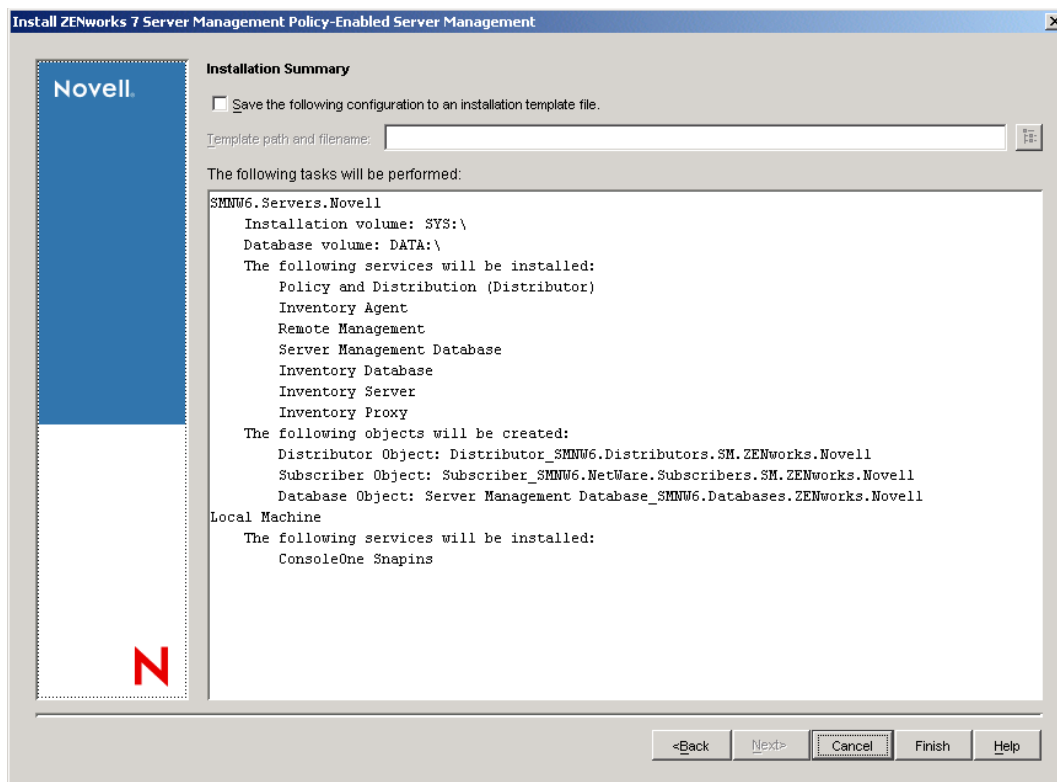 Install ZENworks 7 Server Management Policy-Enabled Server Management
Novell.
Installation Summary
Save the following configuration to an installation template file.
Template path and filename:
The following tasks will be performed:
SMNW6.Servers.Novell
Installation volume: SYS:\
Database volume: DATA:\
The following services will be installed:
Policy and Distribution (Distributor)
Inventory Agent
Remote Management
Server Management Database
Inventory Database
Inventory Server
Inventory Proxy
The following objects will be created:
Distributor Object: Distributor_SMNW6.Distributors.SM.ZENworks.Novell
Subscriber Object: Subscriber_SMNW6.NetWare.Subscribers.SM.ZENworks.Novell
Database Object: Server Management Database_SMNW6.Databases.ZENworks.Novell
Local Machine
The following services will be installed:
ConsoleOne Snapins
N
<Back Next> Cancel Finish Help